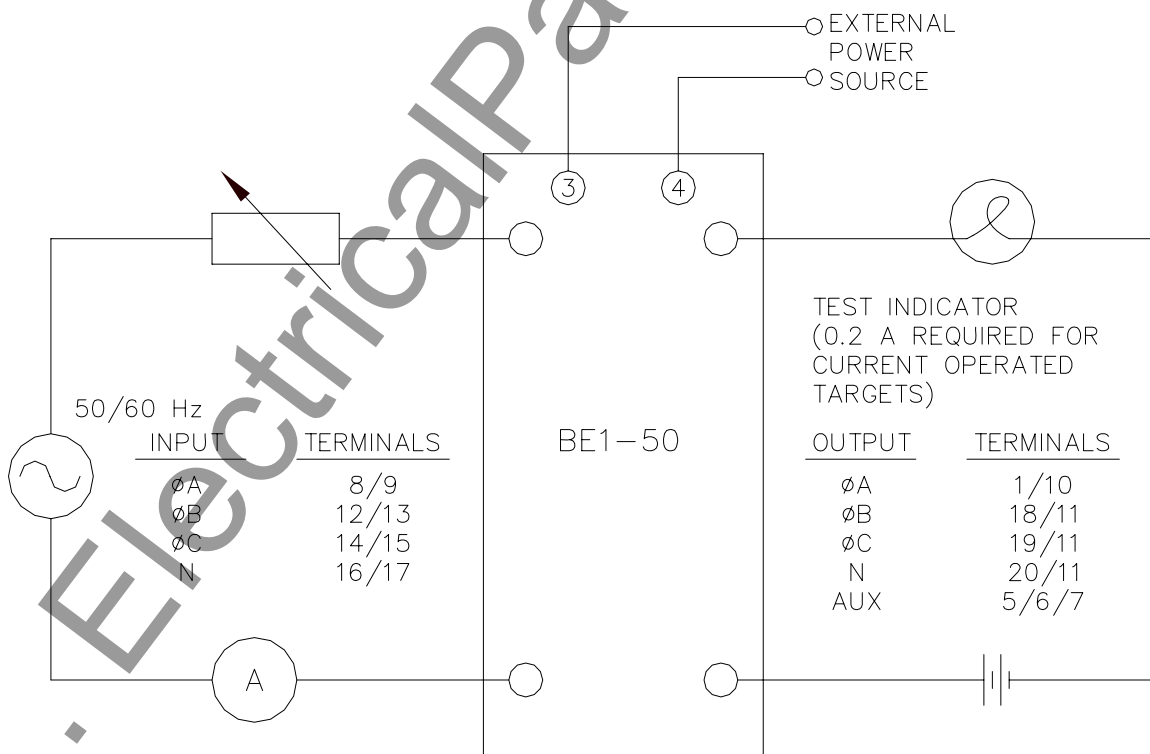 EXTERNAL
POWER
SOURCE
3
4
TEST INDICATOR
(0.2 A REQUIRED FOR
CURRENT OPERATED
TARGETS)
50/60 Hz
INPUT TERMINALS
øA 8/9
øB 12/13
øC 14/15
N 16/17
BE1-50
OUTPUT TERMINALS
øA 1/10
øB 18/11
øC 19/11
N 20/11
AUX 5/6/7
A
. ElectricalPa